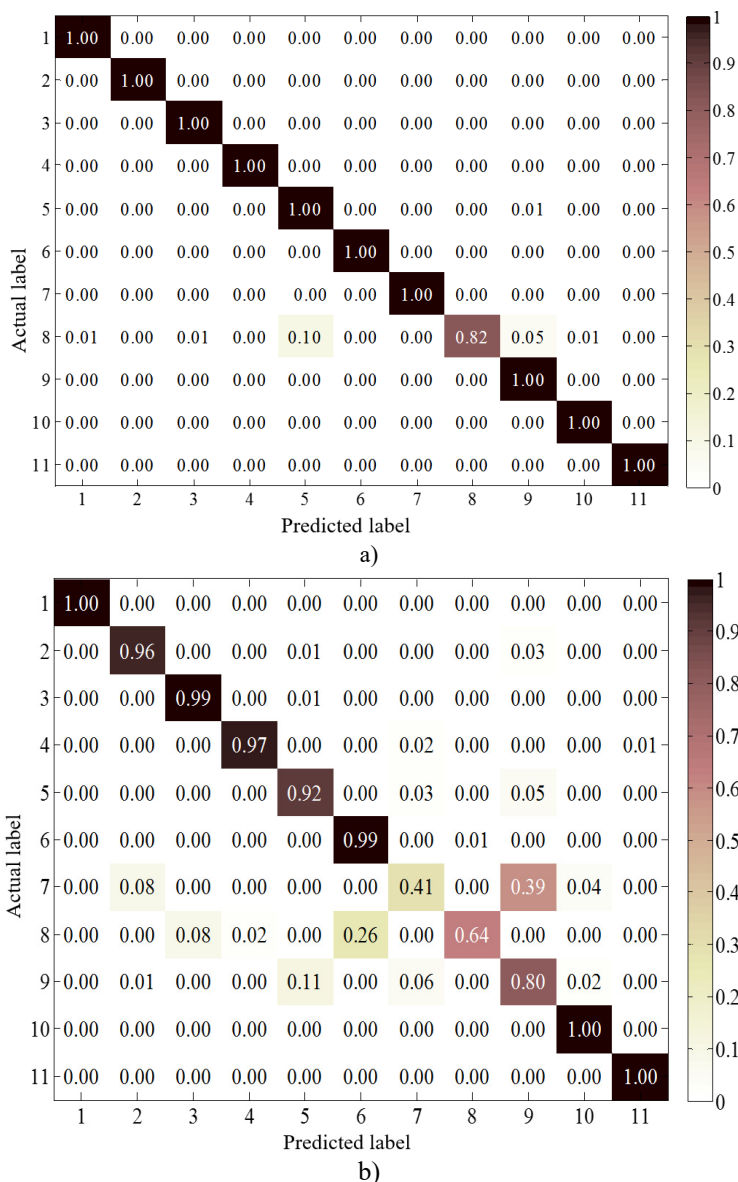 1 1.00 0.00 0.00 0.00 0.00 0.00 0.00 0.00 0.00 0.00 0.00 1
2 0.00 1.00 0.00 0.00 0.00 0.00 0.00 0.00 0.00 0.00 0.00 0.9
3 0.00 0.00 1.00 0.00 0.00 0.00 0.00 0.00 0.00 0.00 0.00 0.8
4 0.00 0.00 0.00 1.00 0.00 0.00 0.00 0.00 0.00 0.00 0.00 0.7
5 0.00 0.00 0.00 0.00 1.00 0.00 0.00 0.00 0.01 0.00 0.00 0.6
6 0.00 0.00 0.00 0.00 0.00 1.00 0.00 0.00 0.00 0.00 0.00 0.5
7 0.00 0.00 0.00 0.00 0.00 0.00 1.00 0.00 0.00 0.00 0.00 0.4
8 0.01 0.00 0.01 0.00 0.10 0.00 0.00 0.82 0.05 0.01 0.00 0.3
9 0.00 0.00 0.00 0.00 0.00 0.00 0.00 0.00 1.00 0.00 0.00 0.2
10 0.00 0.00 0.00 0.00 0.00 0.00 0.00 0.00 0.00 1.00 0.00 0.1
11 0.00 0.00 0.00 0.00 0.00 0.00 0.00 0.00 0.00 0.00 1.00 0
Actual label
1 2 3 4 5 6 7 8 9 10 11
Predicted label
a)
1 1.00 0.00 0.00 0.00 0.00 0.00 0.00 0.00 0.00 0.00 0.00 1
2 0.00 0.96 0.00 0.00 0.01 0.00 0.00 0.00 0.03 0.00 0.00 0.9
3 0.00 0.00 0.99 0.00 0.01 0.00 0.00 0.00 0.00 0.00 0.00 0.8
4 0.00 0.00 0.00 0.97 0.00 0.00 0.02 0.00 0.00 0.00 0.01 0.7
5 0.00 0.00 0.00 0.00 0.92 0.00 0.03 0.00 0.05 0.00 0.00 0.6
6 0.00 0.00 0.00 0.00 0.00 0.99 0.00 0.01 0.00 0.00 0.00 0.5
7 0.00 0.08 0.00 0.00 0.00 0.00 0.41 0.00 0.39 0.04 0.00 0.4
8 0.00 0.00 0.08 0.02 0.00 0.26 0.00 0.64 0.00 0.00 0.00 0.3
9 0.00 0.01 0.00 0.00 0.11 0.00 0.06 0.00 0.80 0.02 0.00 0.2
10 0.00 0.00 0.00 0.00 0.00 0.00 0.00 0.00 0.00 1.00 0.00 0.1
11 0.00 0.00 0.00 0.00 0.00 0.00 0.00 0.00 0.00 0.00 1.00 0
Actual label
1 2 3 4 5 6 7 8 9 10 11
Predicted label
b)